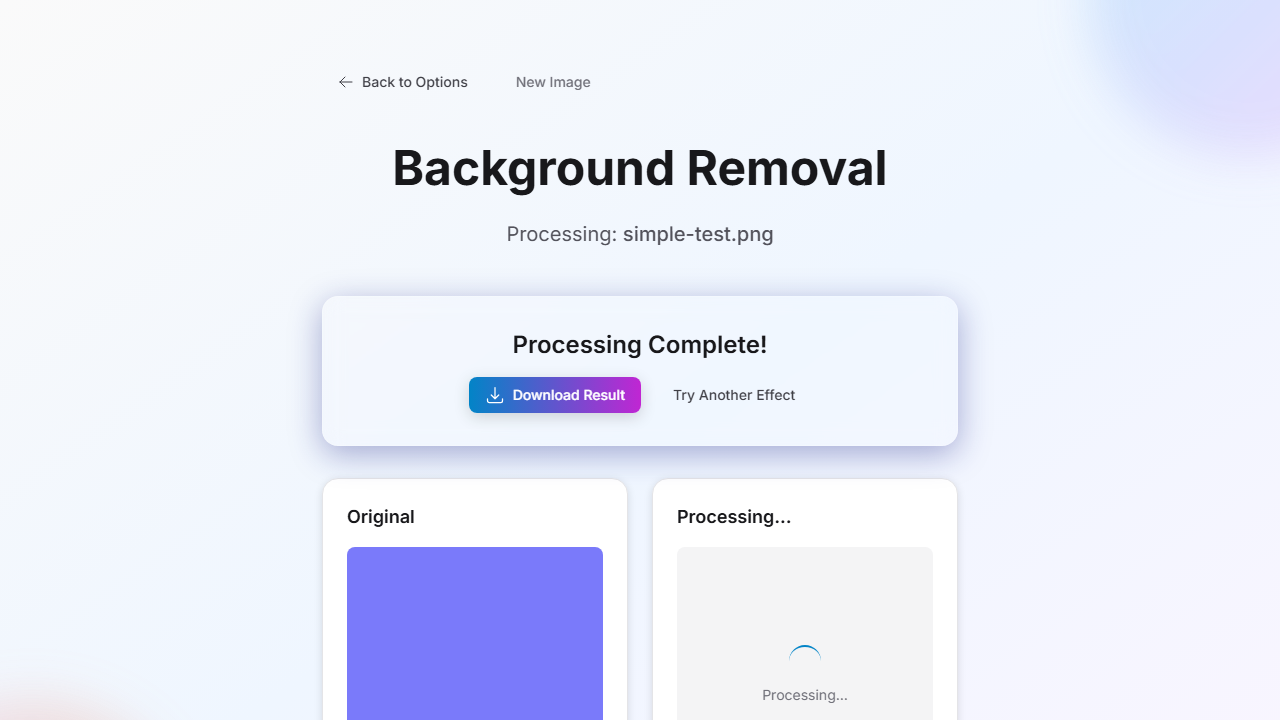 Back to Options
New Image
Background Removal
Processing: simple-test.png
Processing Complete!
Download Result
Try Another Effect
Original
Processing...
Processing...